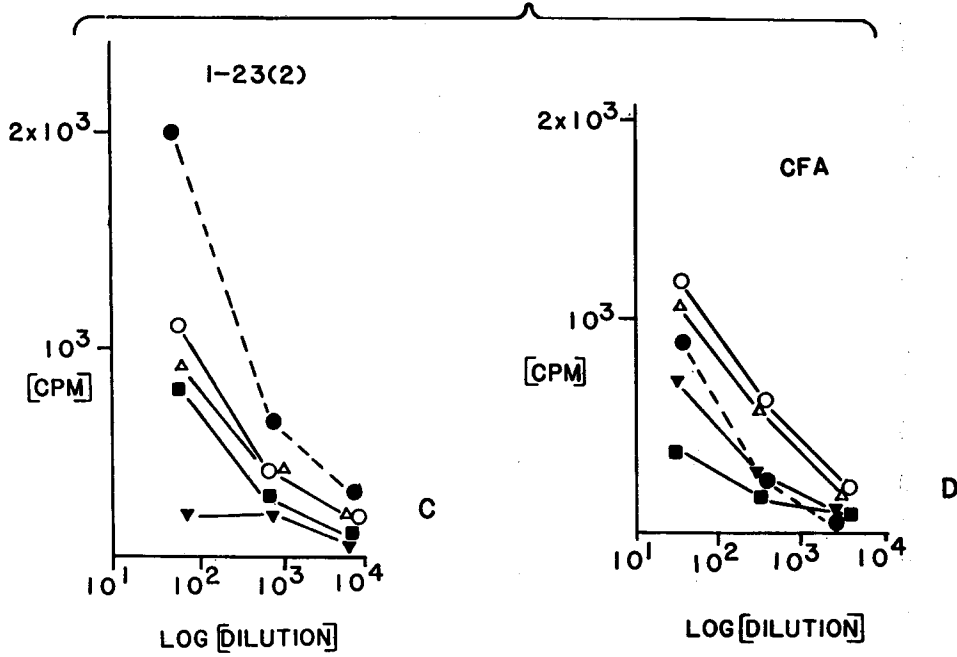 1-23(2)
2x10³
10³
[CPM]
10¹ 10² 10³ 10⁴
LOG [DILUTION]
C
CFA
2x10³
10³
[CPM]
10¹ 10² 10³ 10⁴
LOG[DILUTION]
D